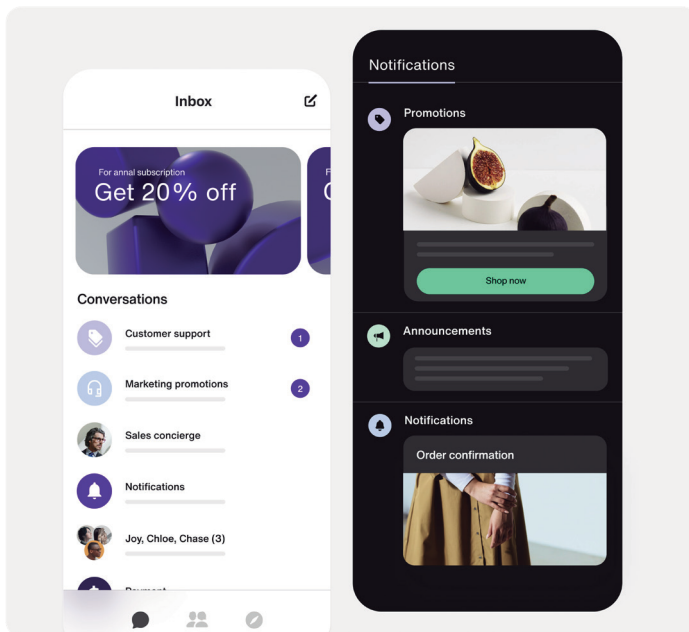 Inbox
For annal subscription
Get 20% off
Conversations
Customer support
1
Marketing promotions
2
Sales concierge
Notifications
Joy, Chloe, Chase (3)
Notifications
Promotions
Shop now
Announcements
Notifications
Order confirmation